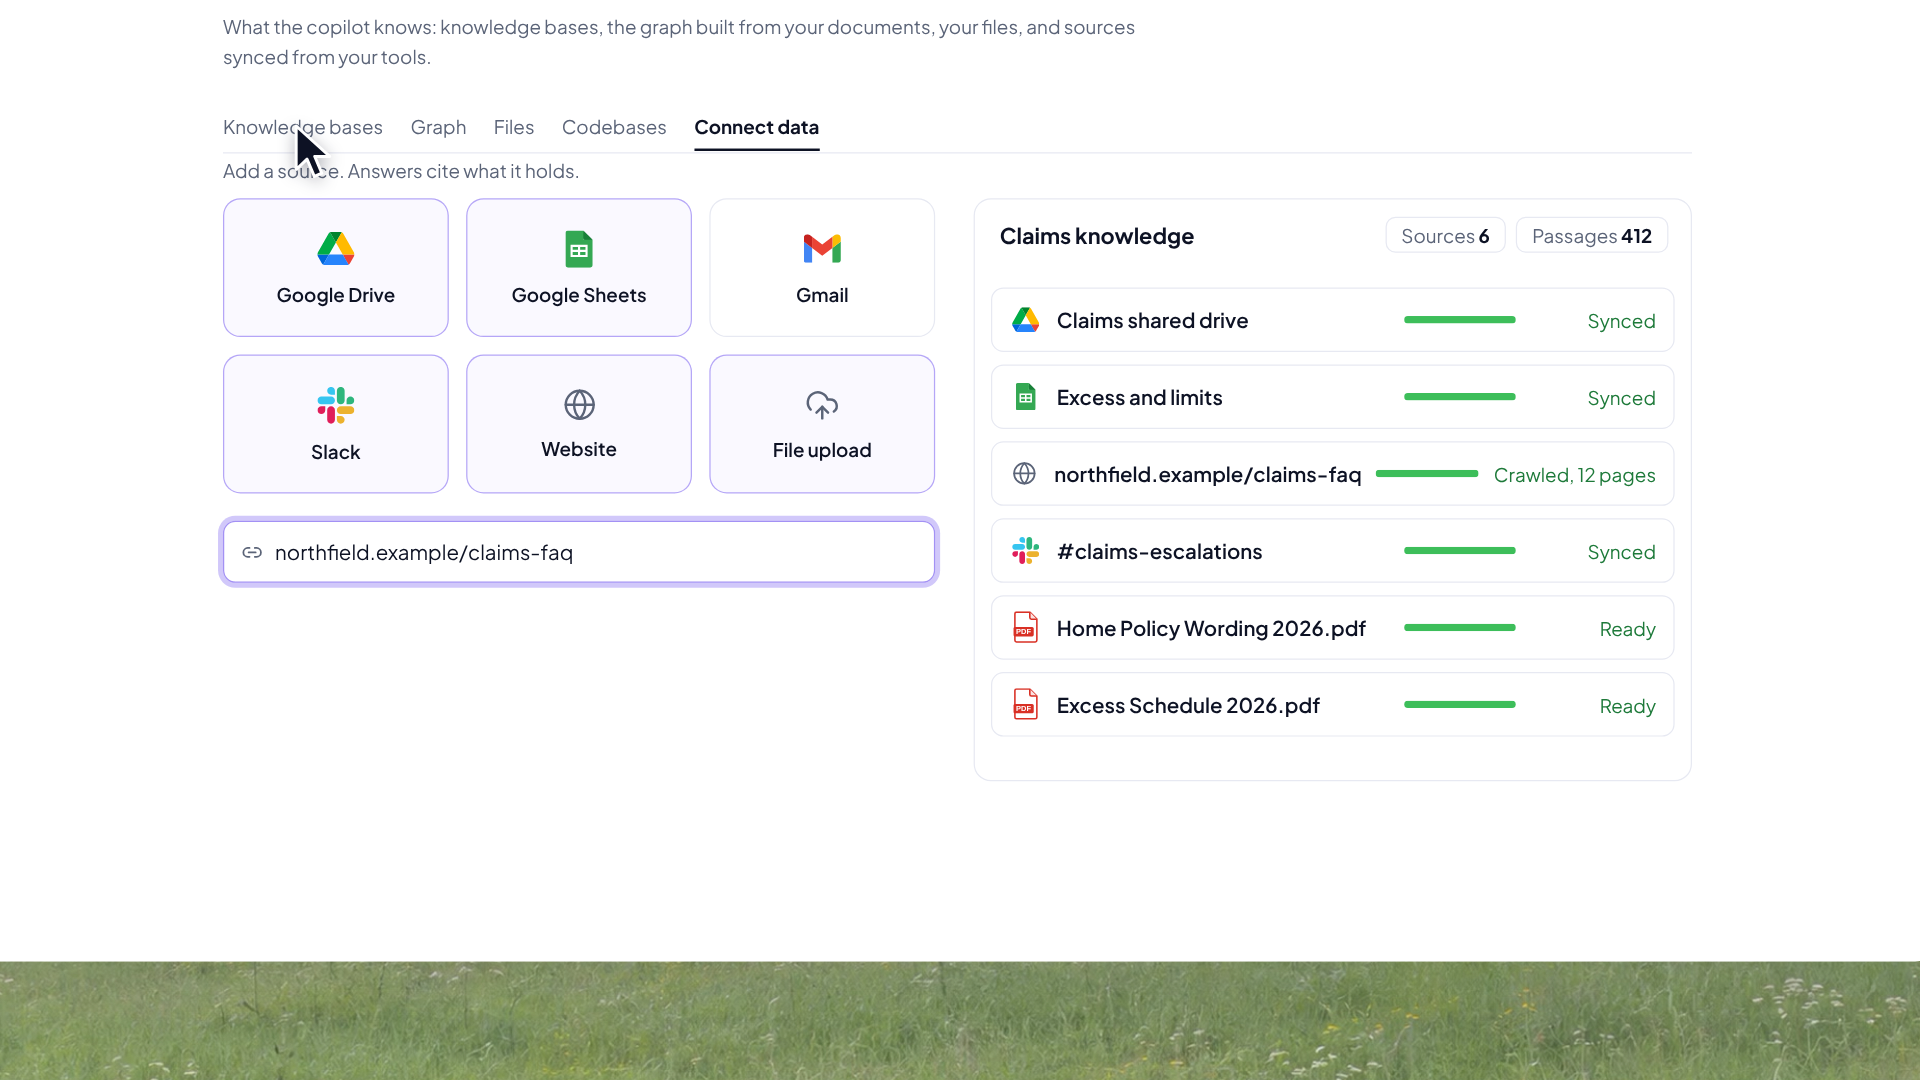 What the copilot knows: knowledge bases, the graph built from your documents, your files, and sources
synced from your tools.
Knowledge bases Graph Files Codebases Connect data
Add a source. Answers cite what it holds.
Google Drive
Google Sheets
Gmail
Slack
Website
File upload
northfield.example/claims-faq
Claims knowledge
Sources 6
Passages 412
Claims shared drive Synced
Excess and limits Synced
northfield.example/claims-faq Crawled, 12 pages
#claims-escalations Synced
PDF Home Policy Wording 2026.pdf Ready
PDF Excess Schedule 2026.pdf Ready